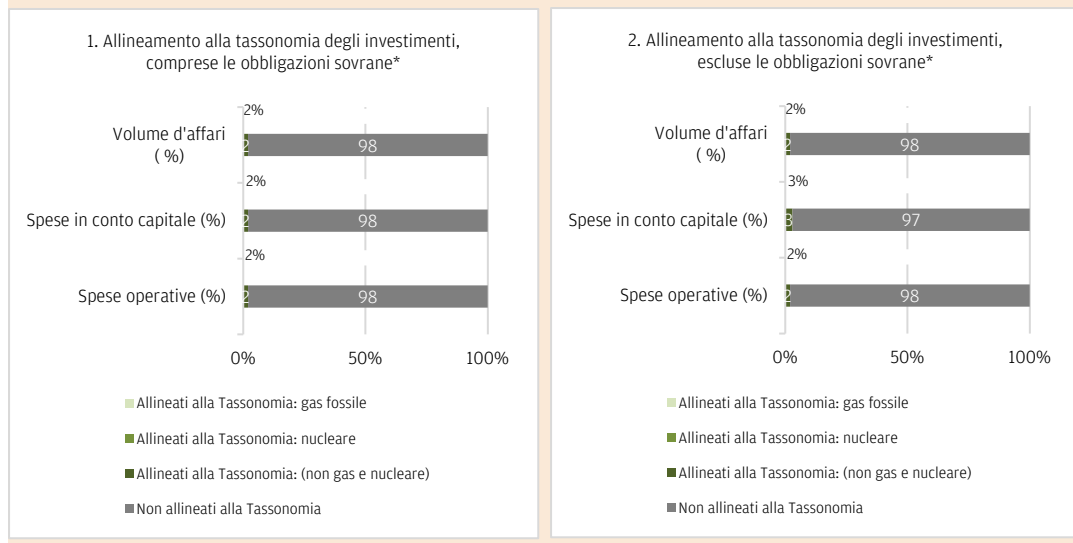 1. Allineamento alla tassonomia degli investimenti,
comprese le obbligazioni sovrane*
2%
Volume d'affari
( %)
2
98
2%
Spese in conto capitale (%)
2
98
2%
Spese operative (%)
2
98
0%
50%
100%
Allineati alla Tassonomia: gas fossile
Allineati alla Tassonomia: nucleare
Allineati alla Tassonomia: (non gas e nucleare)
Non allineati alla Tassonomia
2. Allineamento alla tassonomia degli investimenti,
escluse le obbligazioni sovrane*
2%
Volume d'affari
( %)
2
98
3%
Spese in conto capitale (%)
3
97
2%
Spese operative (%)
2
98
0%
50%
100%
Allineati alla Tassonomia: gas fossile
Allineati alla Tassonomia: nucleare
Allineati alla Tassonomia: (non gas e nucleare)
Non allineati alla Tassonomia